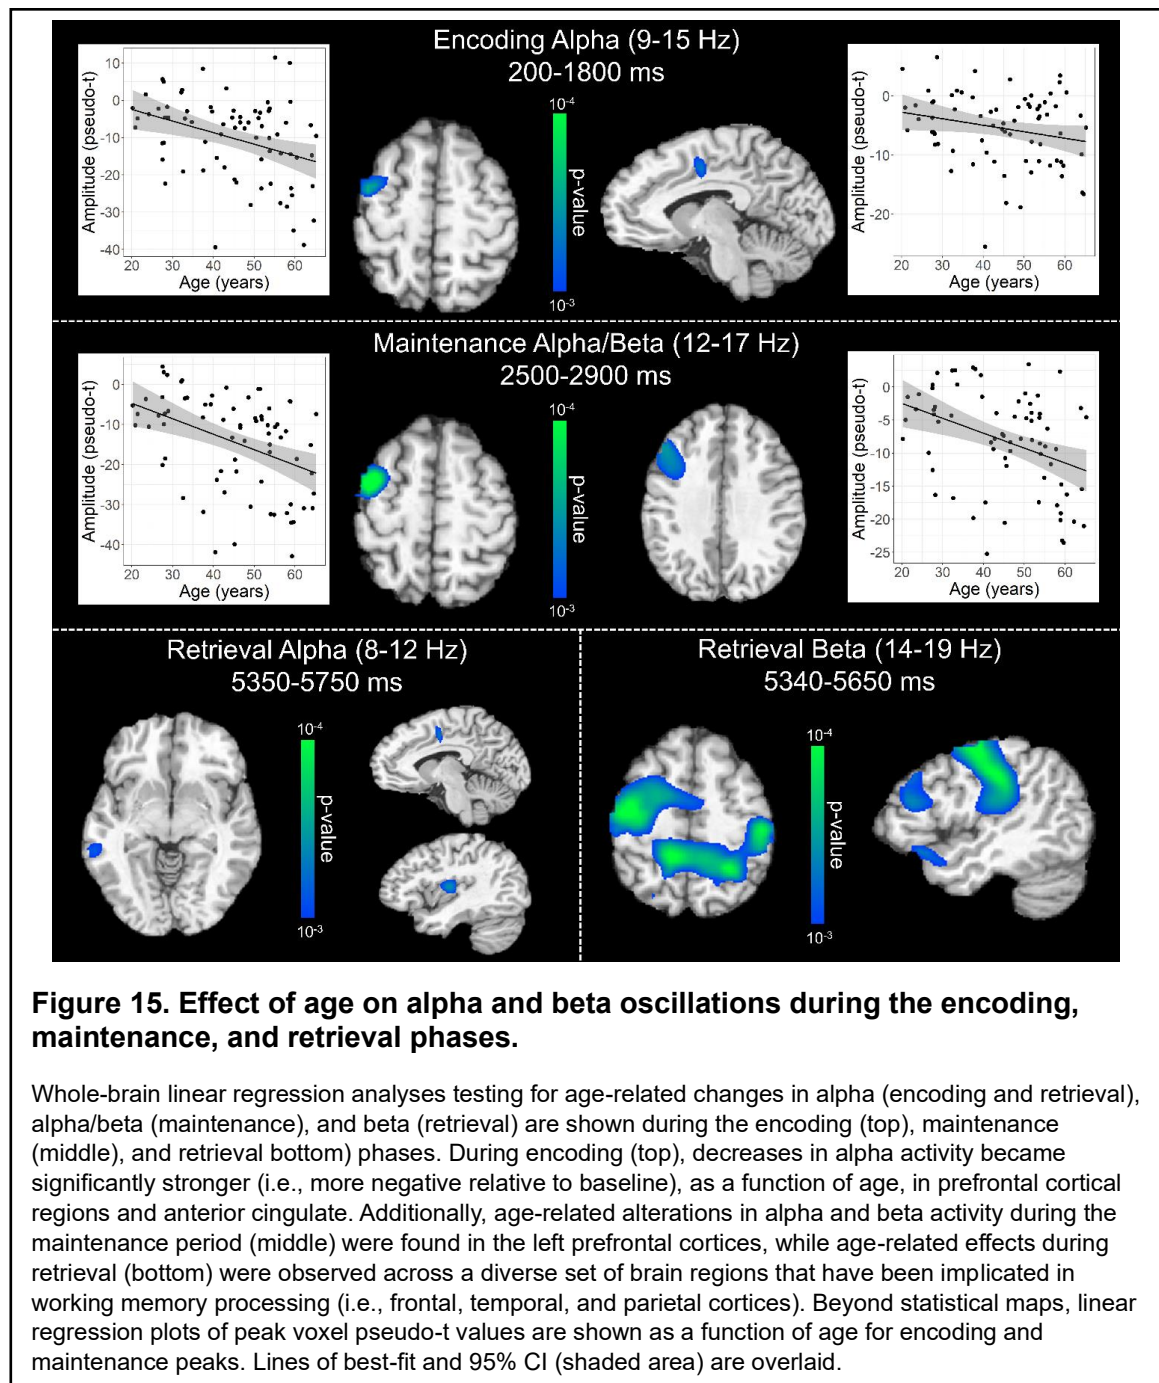 Encoding Alpha (9-15 Hz)
200-1800 ms
Amplitude (pseudo-t)
10
0
-10
-20
-30
-40
20 30 40 50 60
Age (years)
10-4
p-value
10-3
Amplitude (pseudo-t)
0
-10
-20
20 30 40 50 60
Age (years)
Maintenance Alpha/Beta (12-17 Hz)
2500-2900 ms
Amplitude (pseudo-t)
0
-10
-20
-30
-40
20 30 40 50 60
Age (years)
10-4
p-value
10-3
Amplitude (pseudo-t)
0
-5
-10
-15
-20
-25
20 30 40 50 60
Age (years)
Retrieval Alpha (8-12 Hz)
5350-5750 ms
10-4
p-value
10-3
Retrieval Beta (14-19 Hz)
5340-5650 ms
10-4
p-value
10-3
Figure 15. Effect of age on alpha and beta oscillations during the encoding,
maintenance, and retrieval phases.
Whole-brain linear regression analyses testing for age-related changes in alpha (encoding and retrieval),
alpha/beta (maintenance), and beta (retrieval) are shown during the encoding (top), maintenance
(middle), and retrieval bottom) phases. During encoding (top), decreases in alpha activity became
significantly stronger (i.e., more negative relative to baseline), as a function of age, in prefrontal cortical
regions and anterior cingulate. Additionally, age-related alterations in alpha and beta activity during the
maintenance period (middle) were found in the left prefrontal cortices, while age-related effects during
retrieval (bottom) were observed across a diverse set of brain regions that have been implicated in
working memory processing (i.e., frontal, temporal, and parietal cortices). Beyond statistical maps, linear
regression plots of peak voxel pseudo-t values are shown as a function of age for encoding and
maintenance peaks. Lines of best-fit and 95% CI (shaded area) are overlaid.